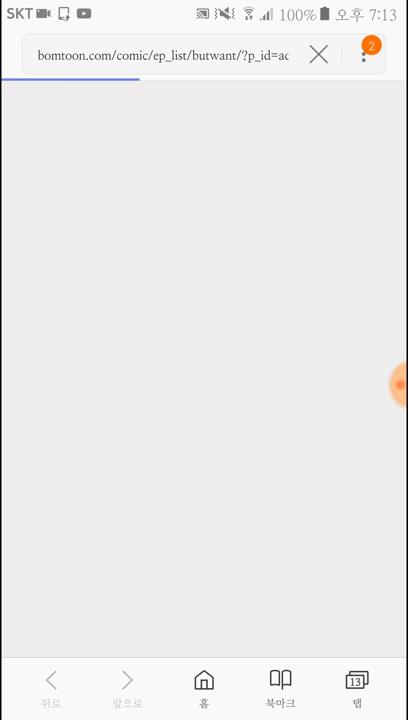 SKT 100% 오후 7:13
bomtoon.com/comic/ep_list/butwant/?p_id=ac
2
13
뒤로 앞으로 홈 북마크 탭